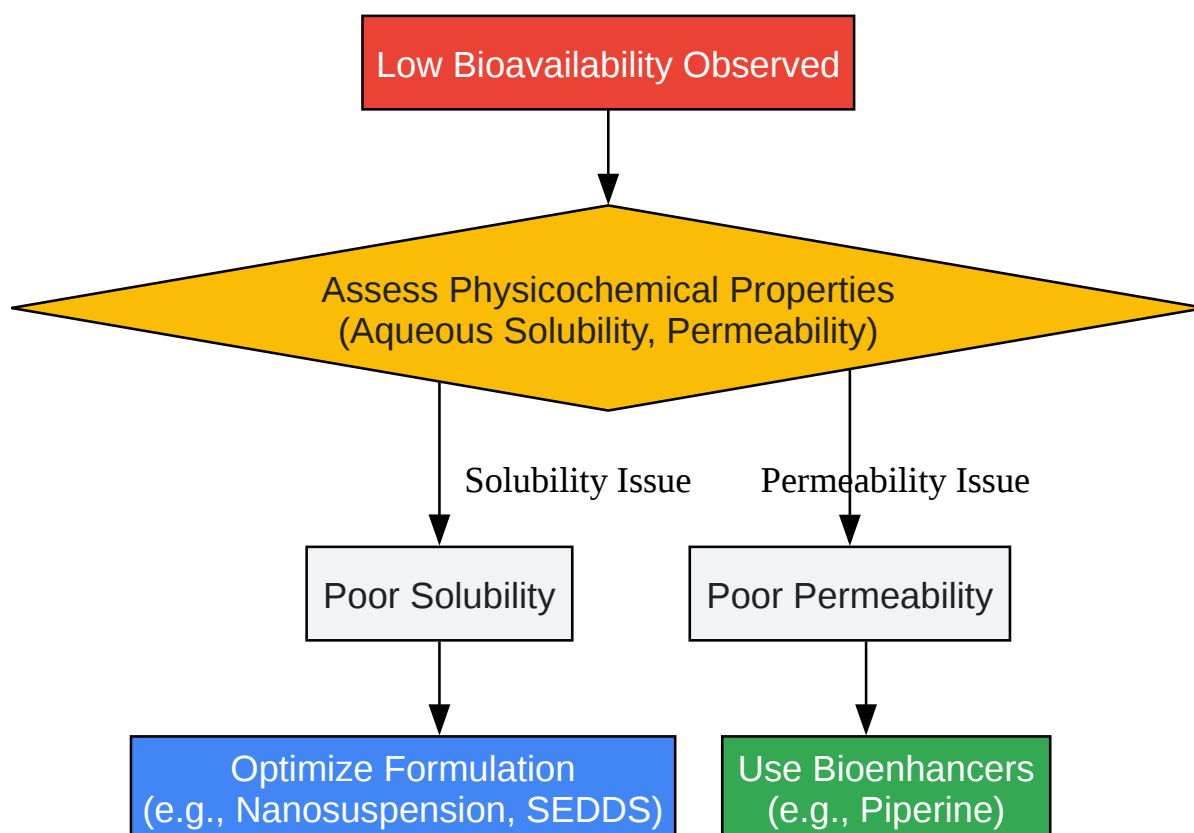 Low Bioavailability Observed
Assess Physicochemical Properties
(Aqueous Solubility, Permeability)
Solubility Issue
Permeability Issue
Poor Solubility
Poor Permeability
Optimize Formulation
(e.g., Nanosuspension, SEDDS)
Use Bioenhancers
(e.g., Piperine)